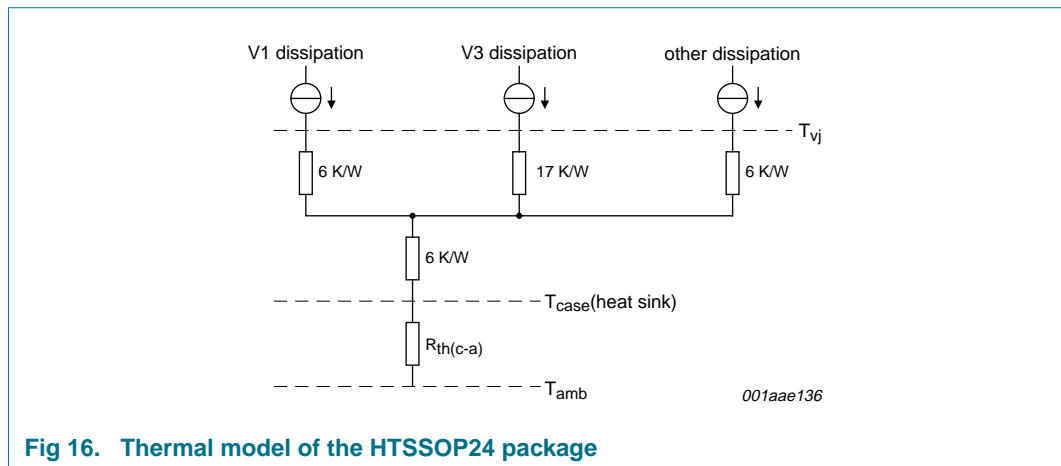 V1 dissipation
V3 dissipation
other dissipation
Tvj
6 K/W
17 K/W
6 K/W
6 K/W
Tcase(heat sink)
Rth(c-a)
Tamb
001aae136
Fig 16. Thermal model of the HTSSOP24 package